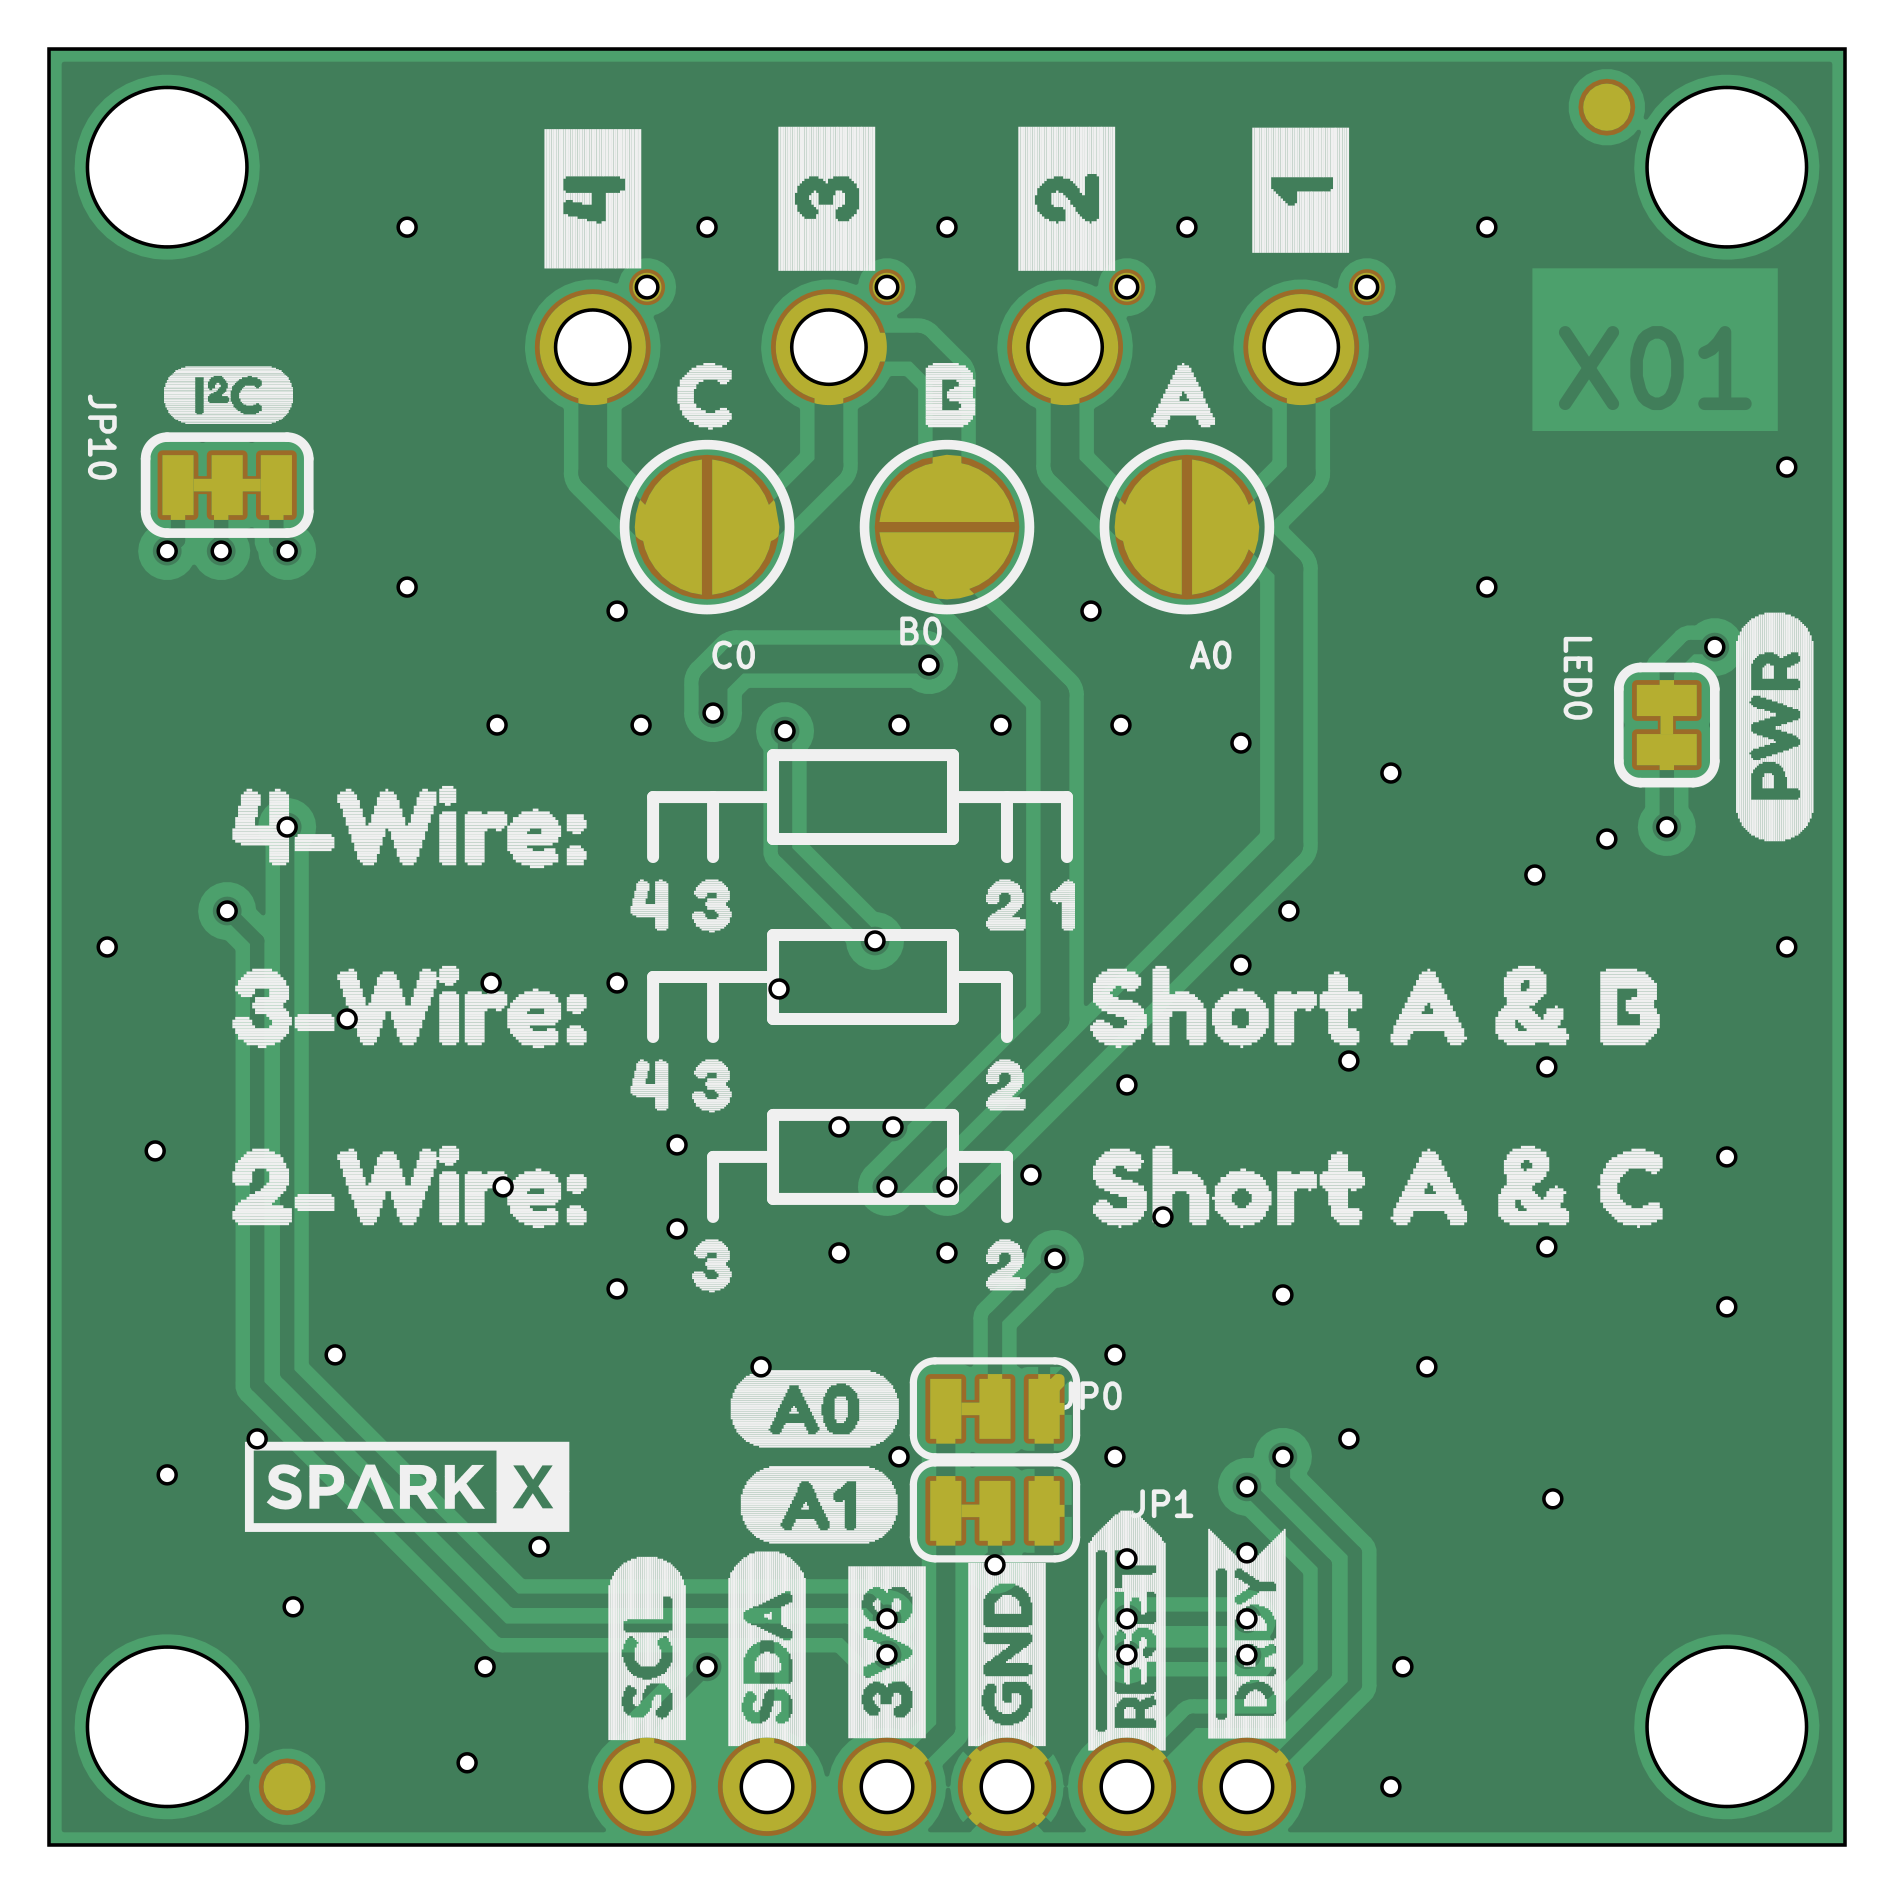 4 3 2 1
X01
I²C
JP10
C B A
C0 B0 A0
LED0
PWR
4-Wire:
4 3 2 1
3-Wire: Short A & B
4 3 2
2-Wire: Short A & C
3 2
A0 JP0
A1 JP1
SPARK X
SCL SDA 3V3 GND RESET DRDY